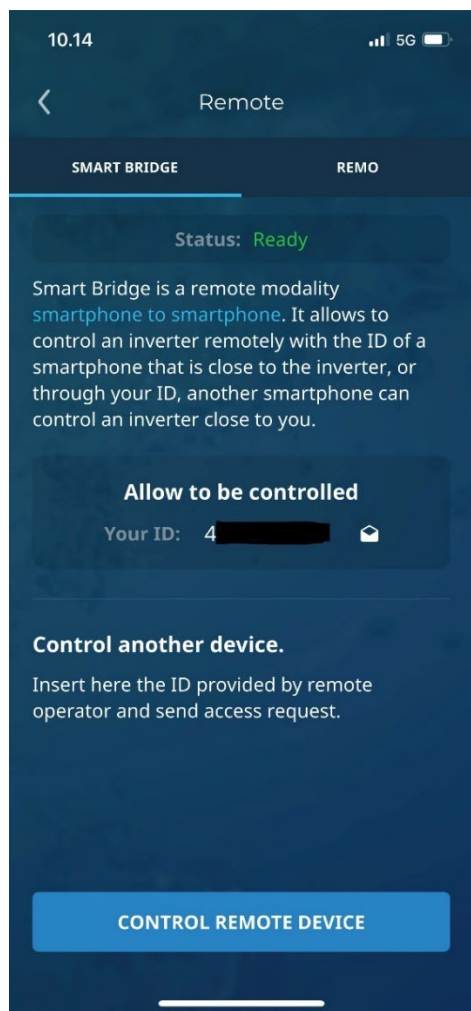 10.14
5G
Remote
SMART BRIDGE
REMO
Status: Ready
Smart Bridge is a remote modality
smartphone to smartphone. It allows to
control an inverter remotely with the ID of a
smartphone that is close to the inverter, or
through your ID, another smartphone can
control an inverter close to you.
Allow to be controlled
Your ID: 4
Control another device.
Insert here the ID provided by remote
operator and send access request.
CONTROL REMOTE DEVICE